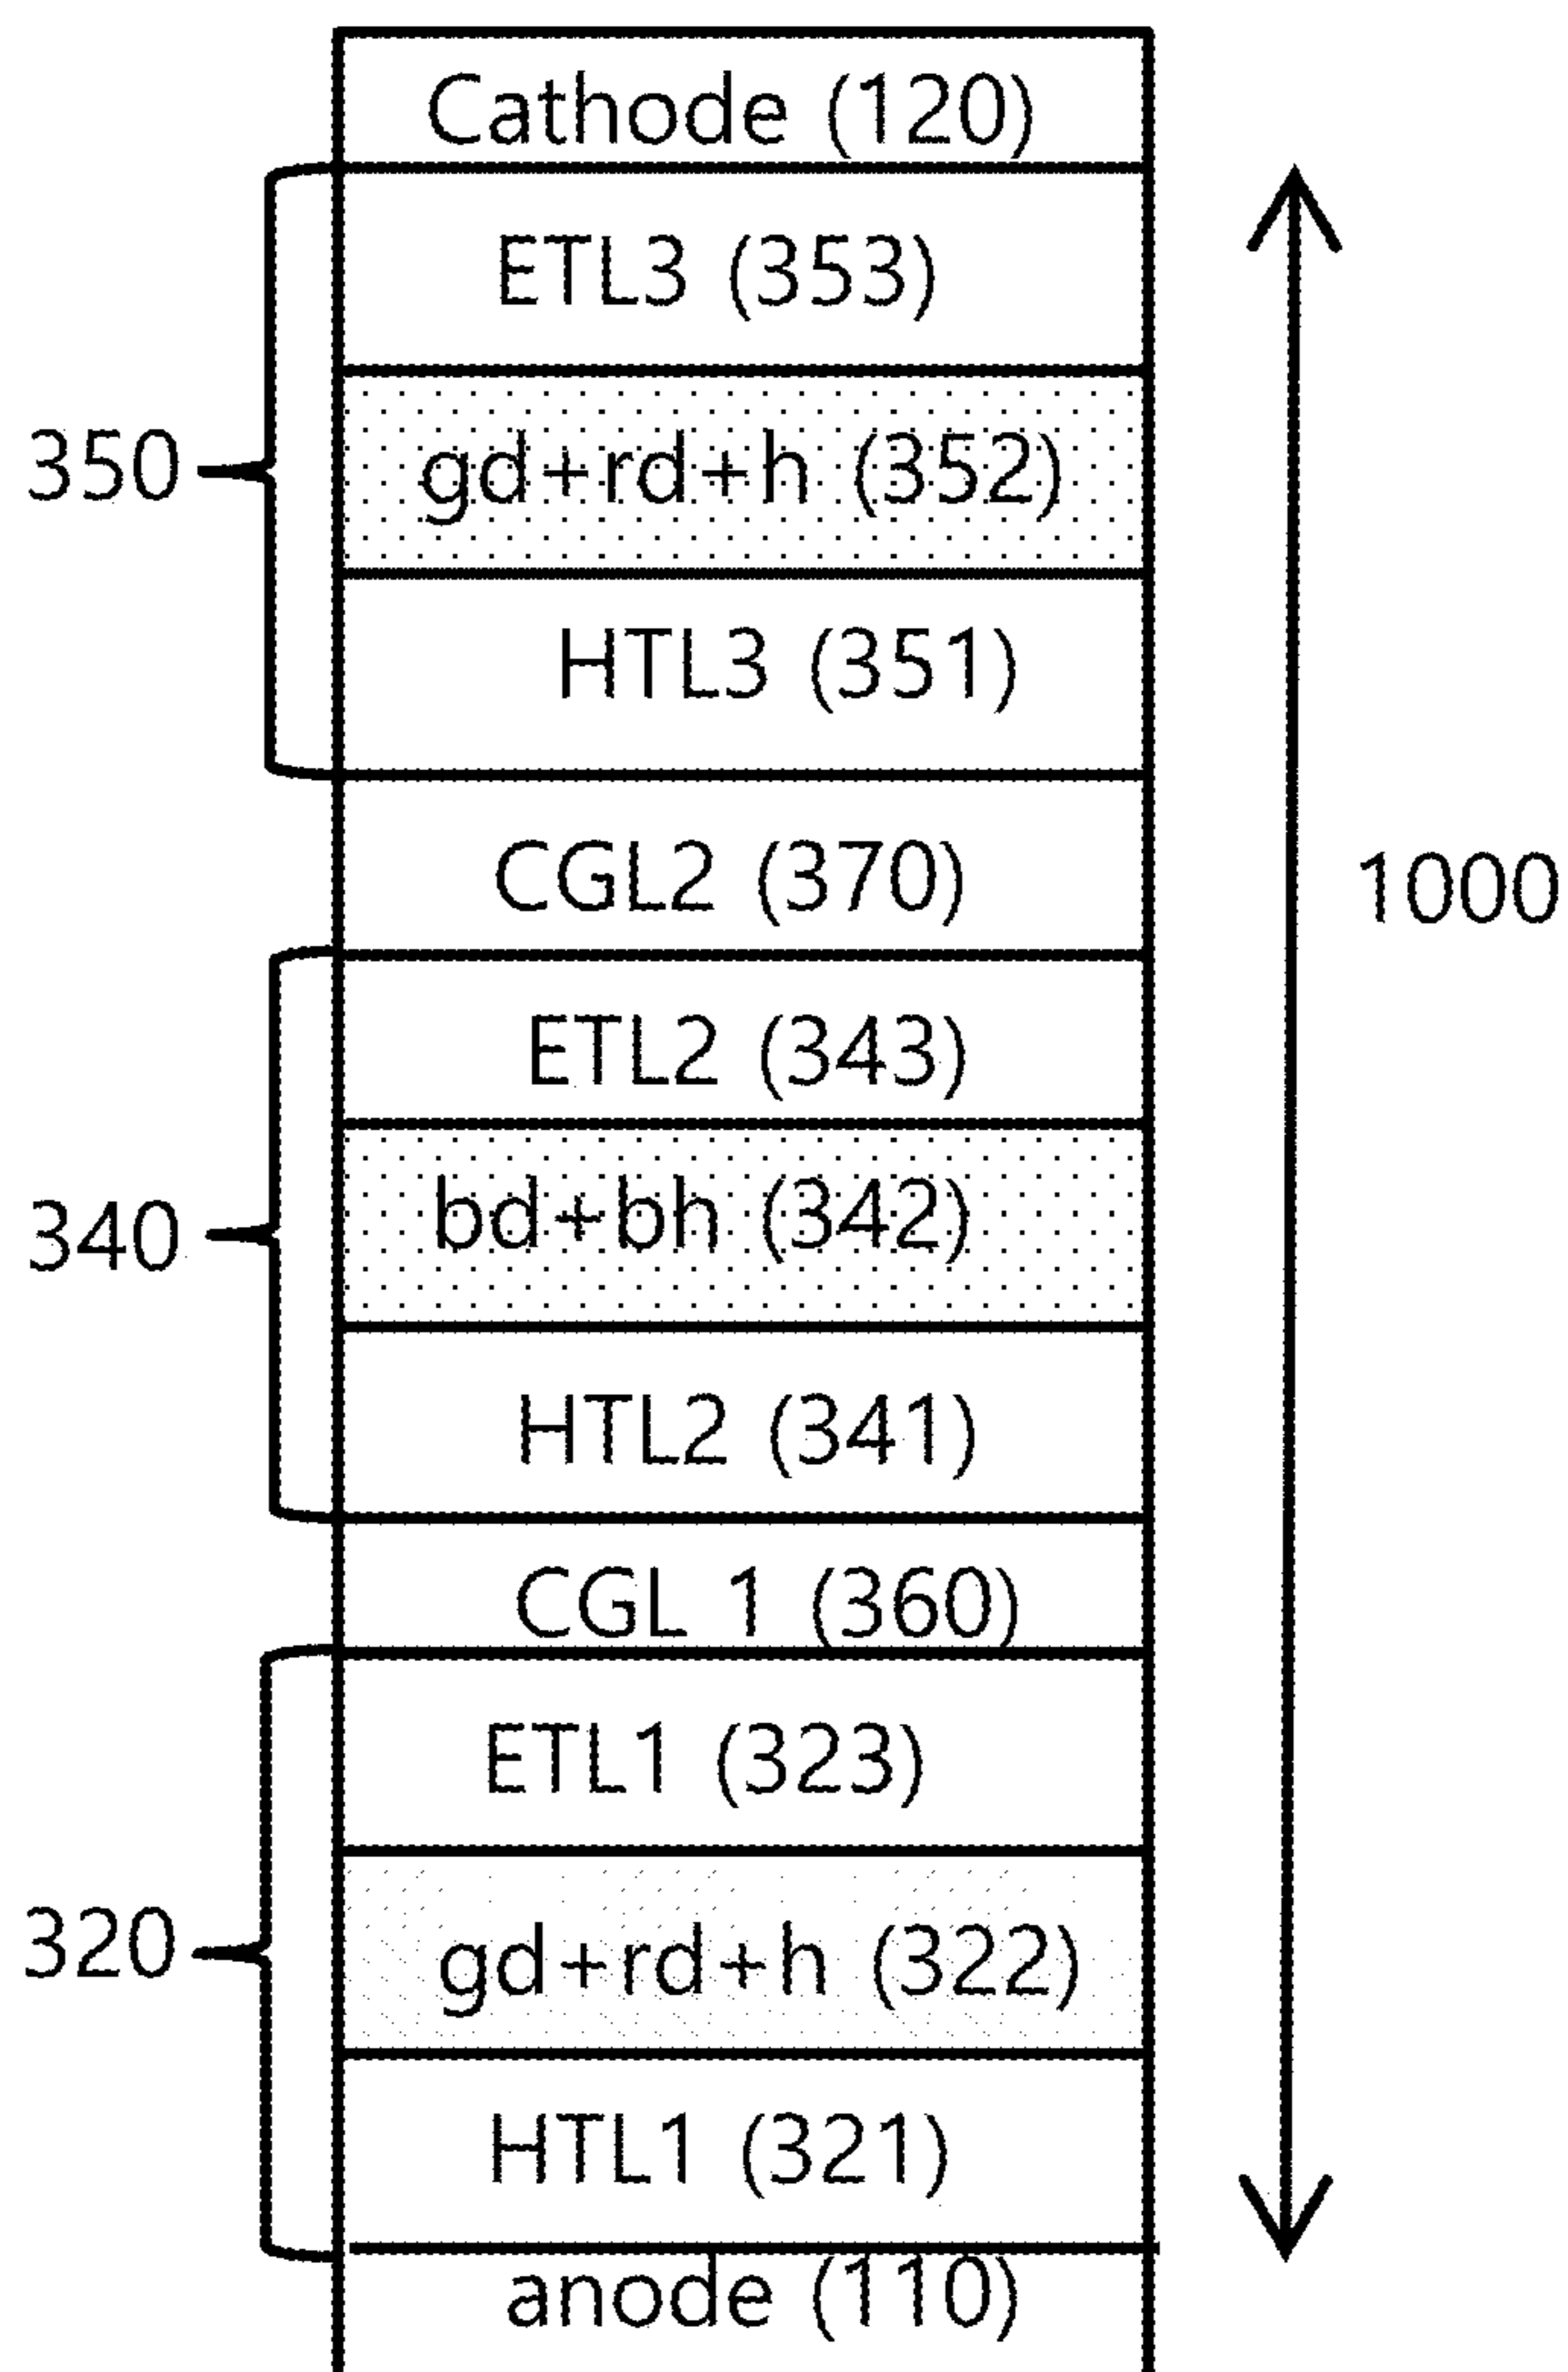 Cathode (120)
ETL3 (353)
350
gd+rd+h (352)
HTL3 (351)
CGL2 (370)
1000
ETL2 (343)
340
bd+bh (342)
HTL2 (341)
CGL 1 (360)
ETL1 (323)
320
gd+rd+h (322)
HTL1 (321)
anode (110)